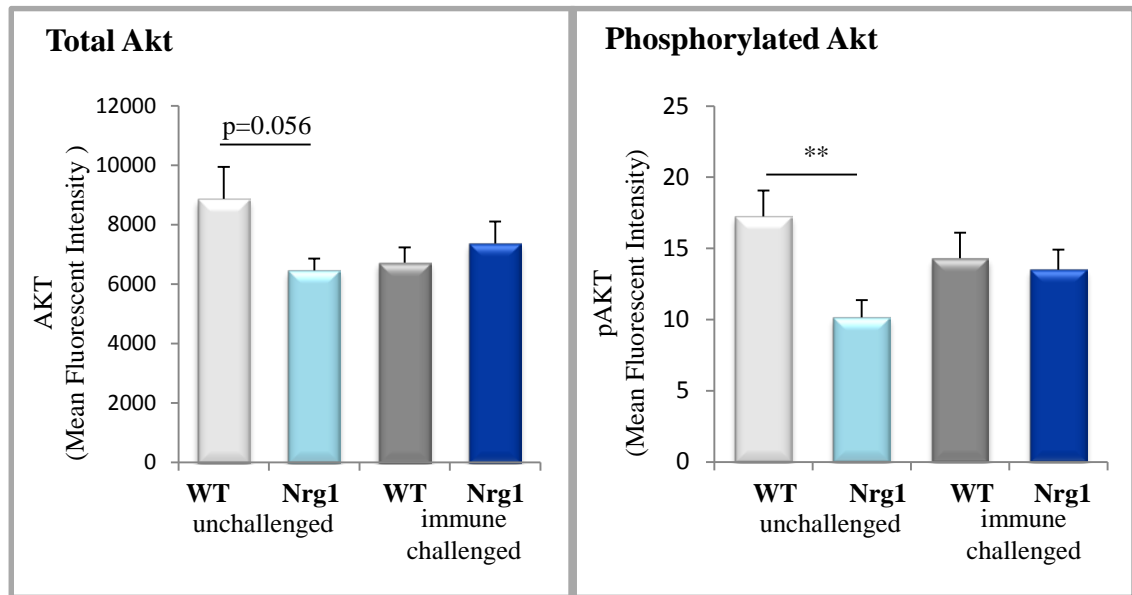 Total Akt
12000
10000
8000
6000
4000
2000
0
AKT
(Mean Fluorescent Intensity )
p=0.056
WT
Nrg1
WT
Nrg1
unchallenged
immune
challenged
Phosphorylated Akt
25
20
15
10
5
0
pAKT
(Mean Fluorescent Intensity)
**
WT
Nrg1
WT
Nrg1
unchallenged
immune
challenged